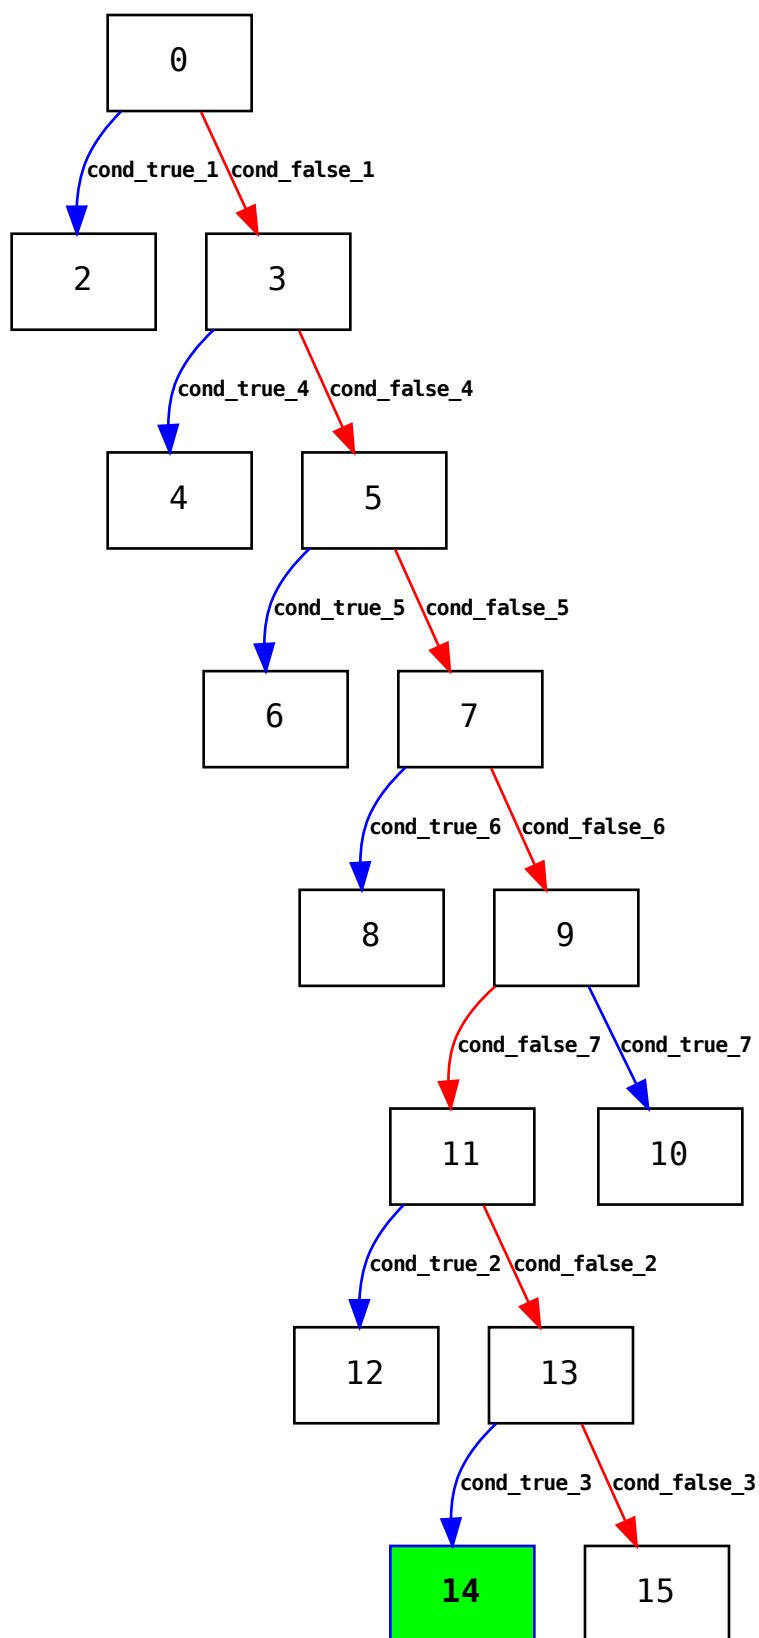 0
cond_true_1 cond_false_1
2 3
cond_true_4 cond_false_4
4 5
cond_true_5 cond_false_5
6 7
cond_true_6 cond_false_6
8 9
cond_false_7 cond_true_7
11 10
cond_true_2 cond_false_2
12 13
cond_true_3 cond_false_3
14 15